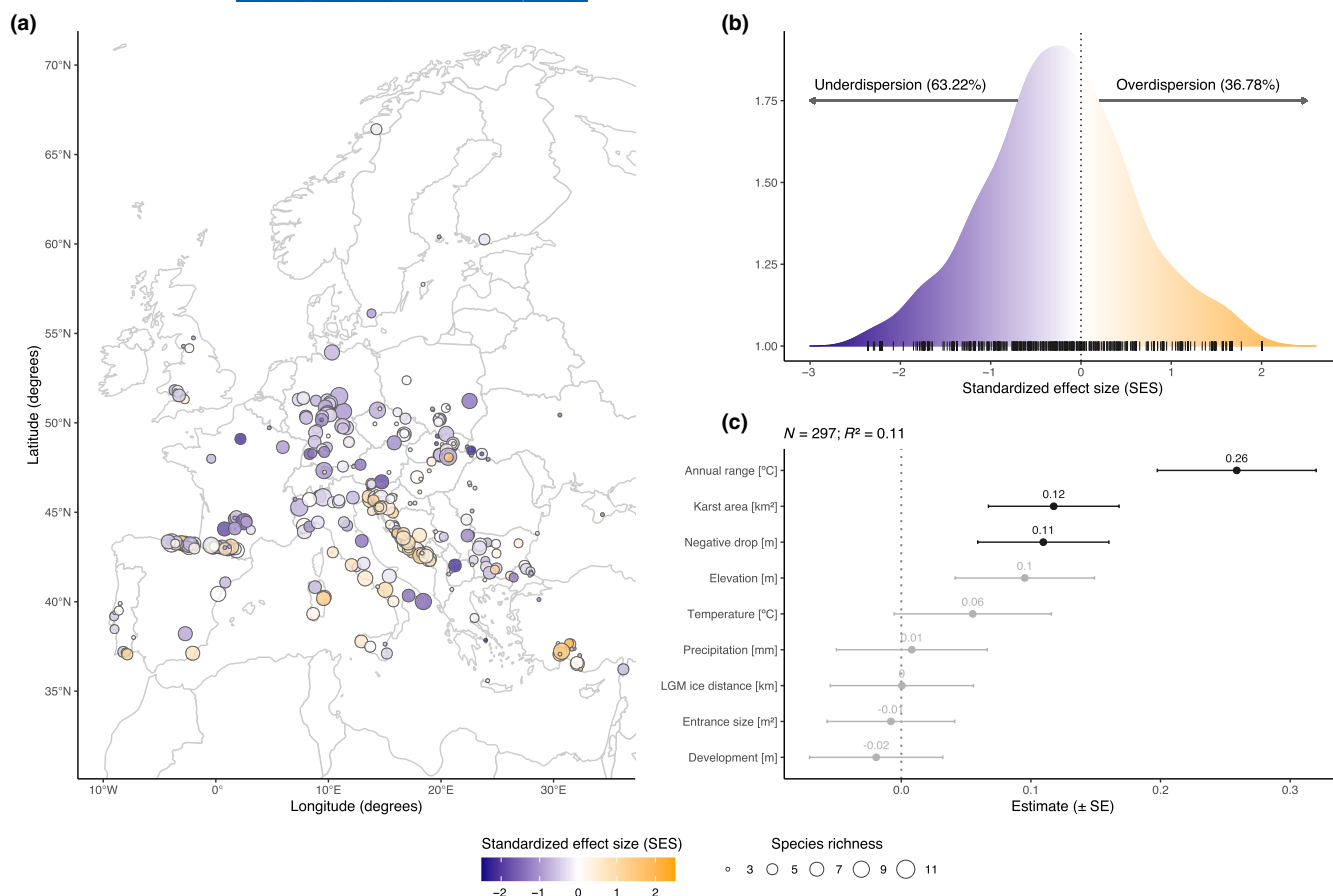 (a)
70°N
65°N
60°N
55°N
50°N
45°N
40°N
35°N
Latitude (degrees)
10°W
0°
10°E
20°E
30°E
Longitude (degrees)
(b)
Underdispersion (63.22%)
Overdispersion (36.78%)
1.75
1.50
1.25
1.00
−3
−2
−1
0
1
2
Standardized effect size (SES)
(c)
N = 297; R² = 0.11
Annual range [ºC]
0.26
Karst area [km²]
0.12
Negative drop [m]
0.11
Elevation [m]
0.1
Temperature [ºC]
0.06
Precipitation [mm]
0.01
LGM ice distance [km]
0
Entrance size [m²]
-0.01
Development [m]
-0.02
0.0
0.1
0.2
0.3
Estimate (± SE)
Standardized effect size (SES)
−2
−1
0
1
2
Species richness
3
5
7
9
11